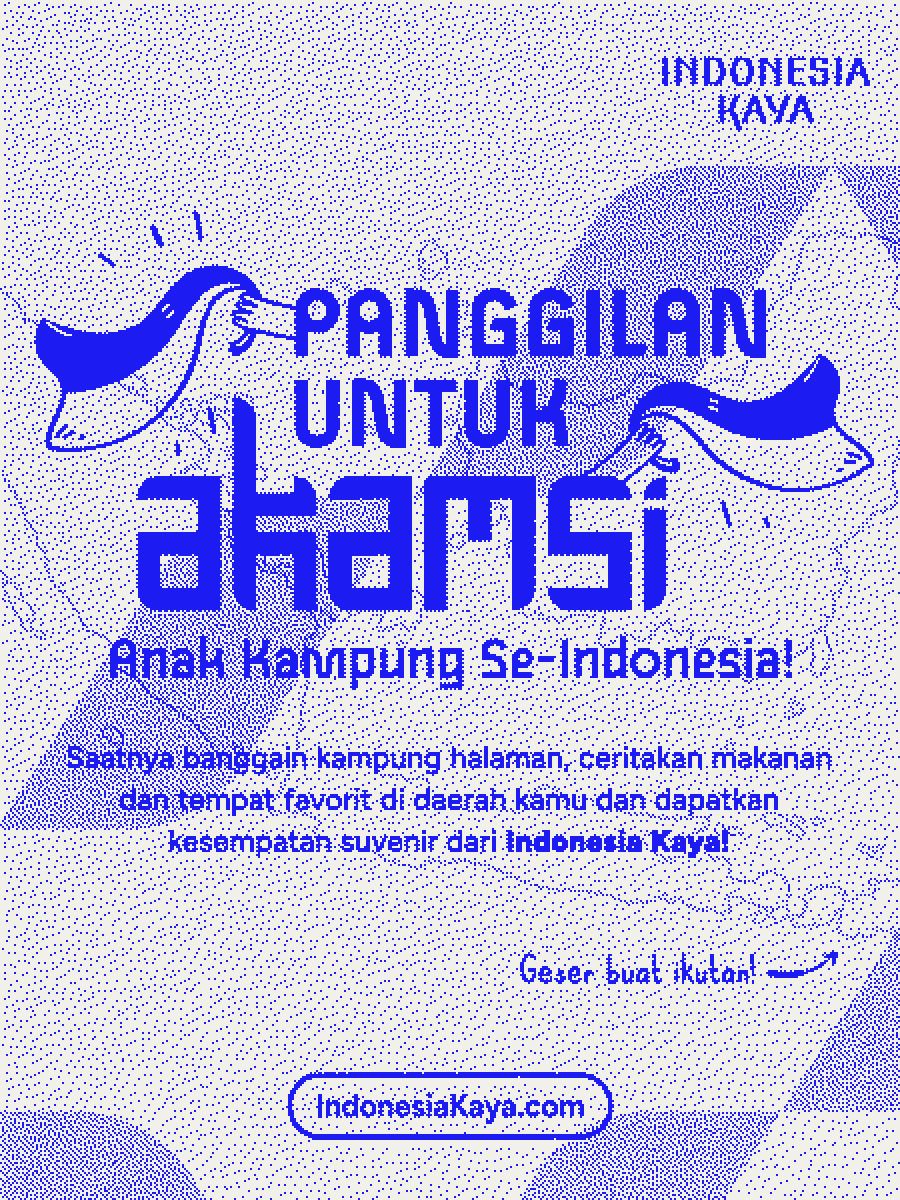 INDONESIA
KAYA
PANGGILAN
UNTUK
akamsi
Anak Kampung Se-Indonesia!
Saatnya banggain kampung halaman, ceritakan makanan
dan tempat favorit di daerah kamu dan dapatkan
kesempatan suvenir dari Indonesia Kaya!
Geser buat ikutan!
IndonesiaKaya.com